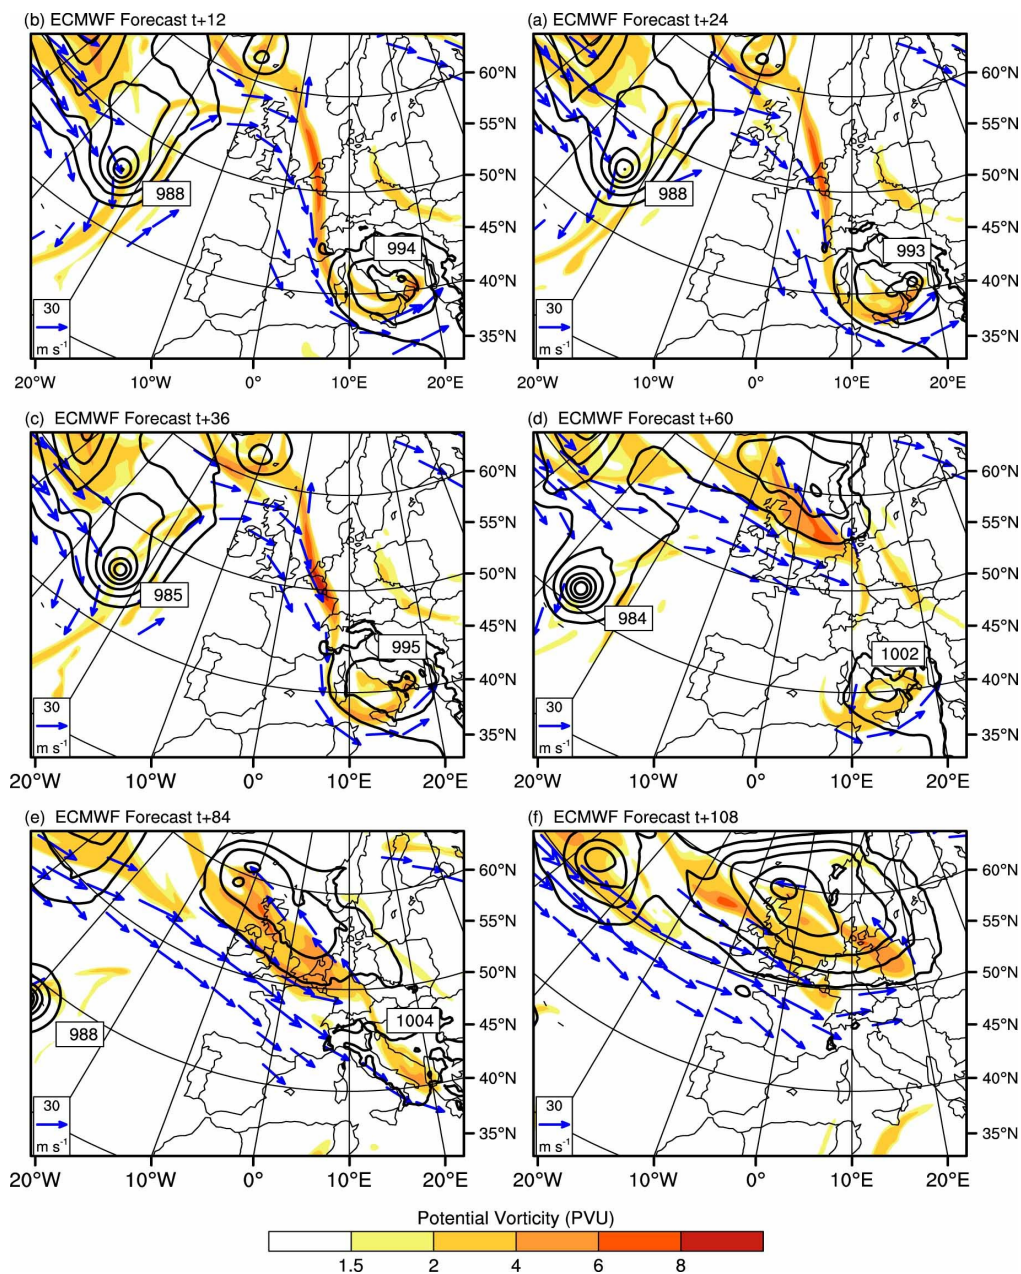 (b) ECMWF Forecast t+12
(a) ECMWF Forecast t+24
988
994
30
m s-1
60°N
55°N
50°N
45°N
40°N
35°N
20°W 10°W 0° 10°E 20°E
988
993
30
m s-1
60°N
55°N
50°N
45°N
40°N
35°N
20°W 10°W 0° 10°E 20°E
(c) ECMWF Forecast t+36
(d) ECMWF Forecast t+60
985
995
30
m s-1
60°N
55°N
50°N
45°N
40°N
35°N
20°W 10°W 0° 10°E 20°E
984
1002
30
m s-1
60°N
55°N
50°N
45°N
40°N
35°N
20°W 10°W 0° 10°E 20°E
(e) ECMWF Forecast t+84
(f) ECMWF Forecast t+108
988
1004
30
m s-1
60°N
55°N
50°N
45°N
40°N
35°N
20°W 10°W 0° 10°E 20°E
30
m s-1
60°N
55°N
50°N
45°N
40°N
35°N
20°W 10°W 0° 10°E 20°E
Potential Vorticity (PVU)
1.5 2 4 6 8